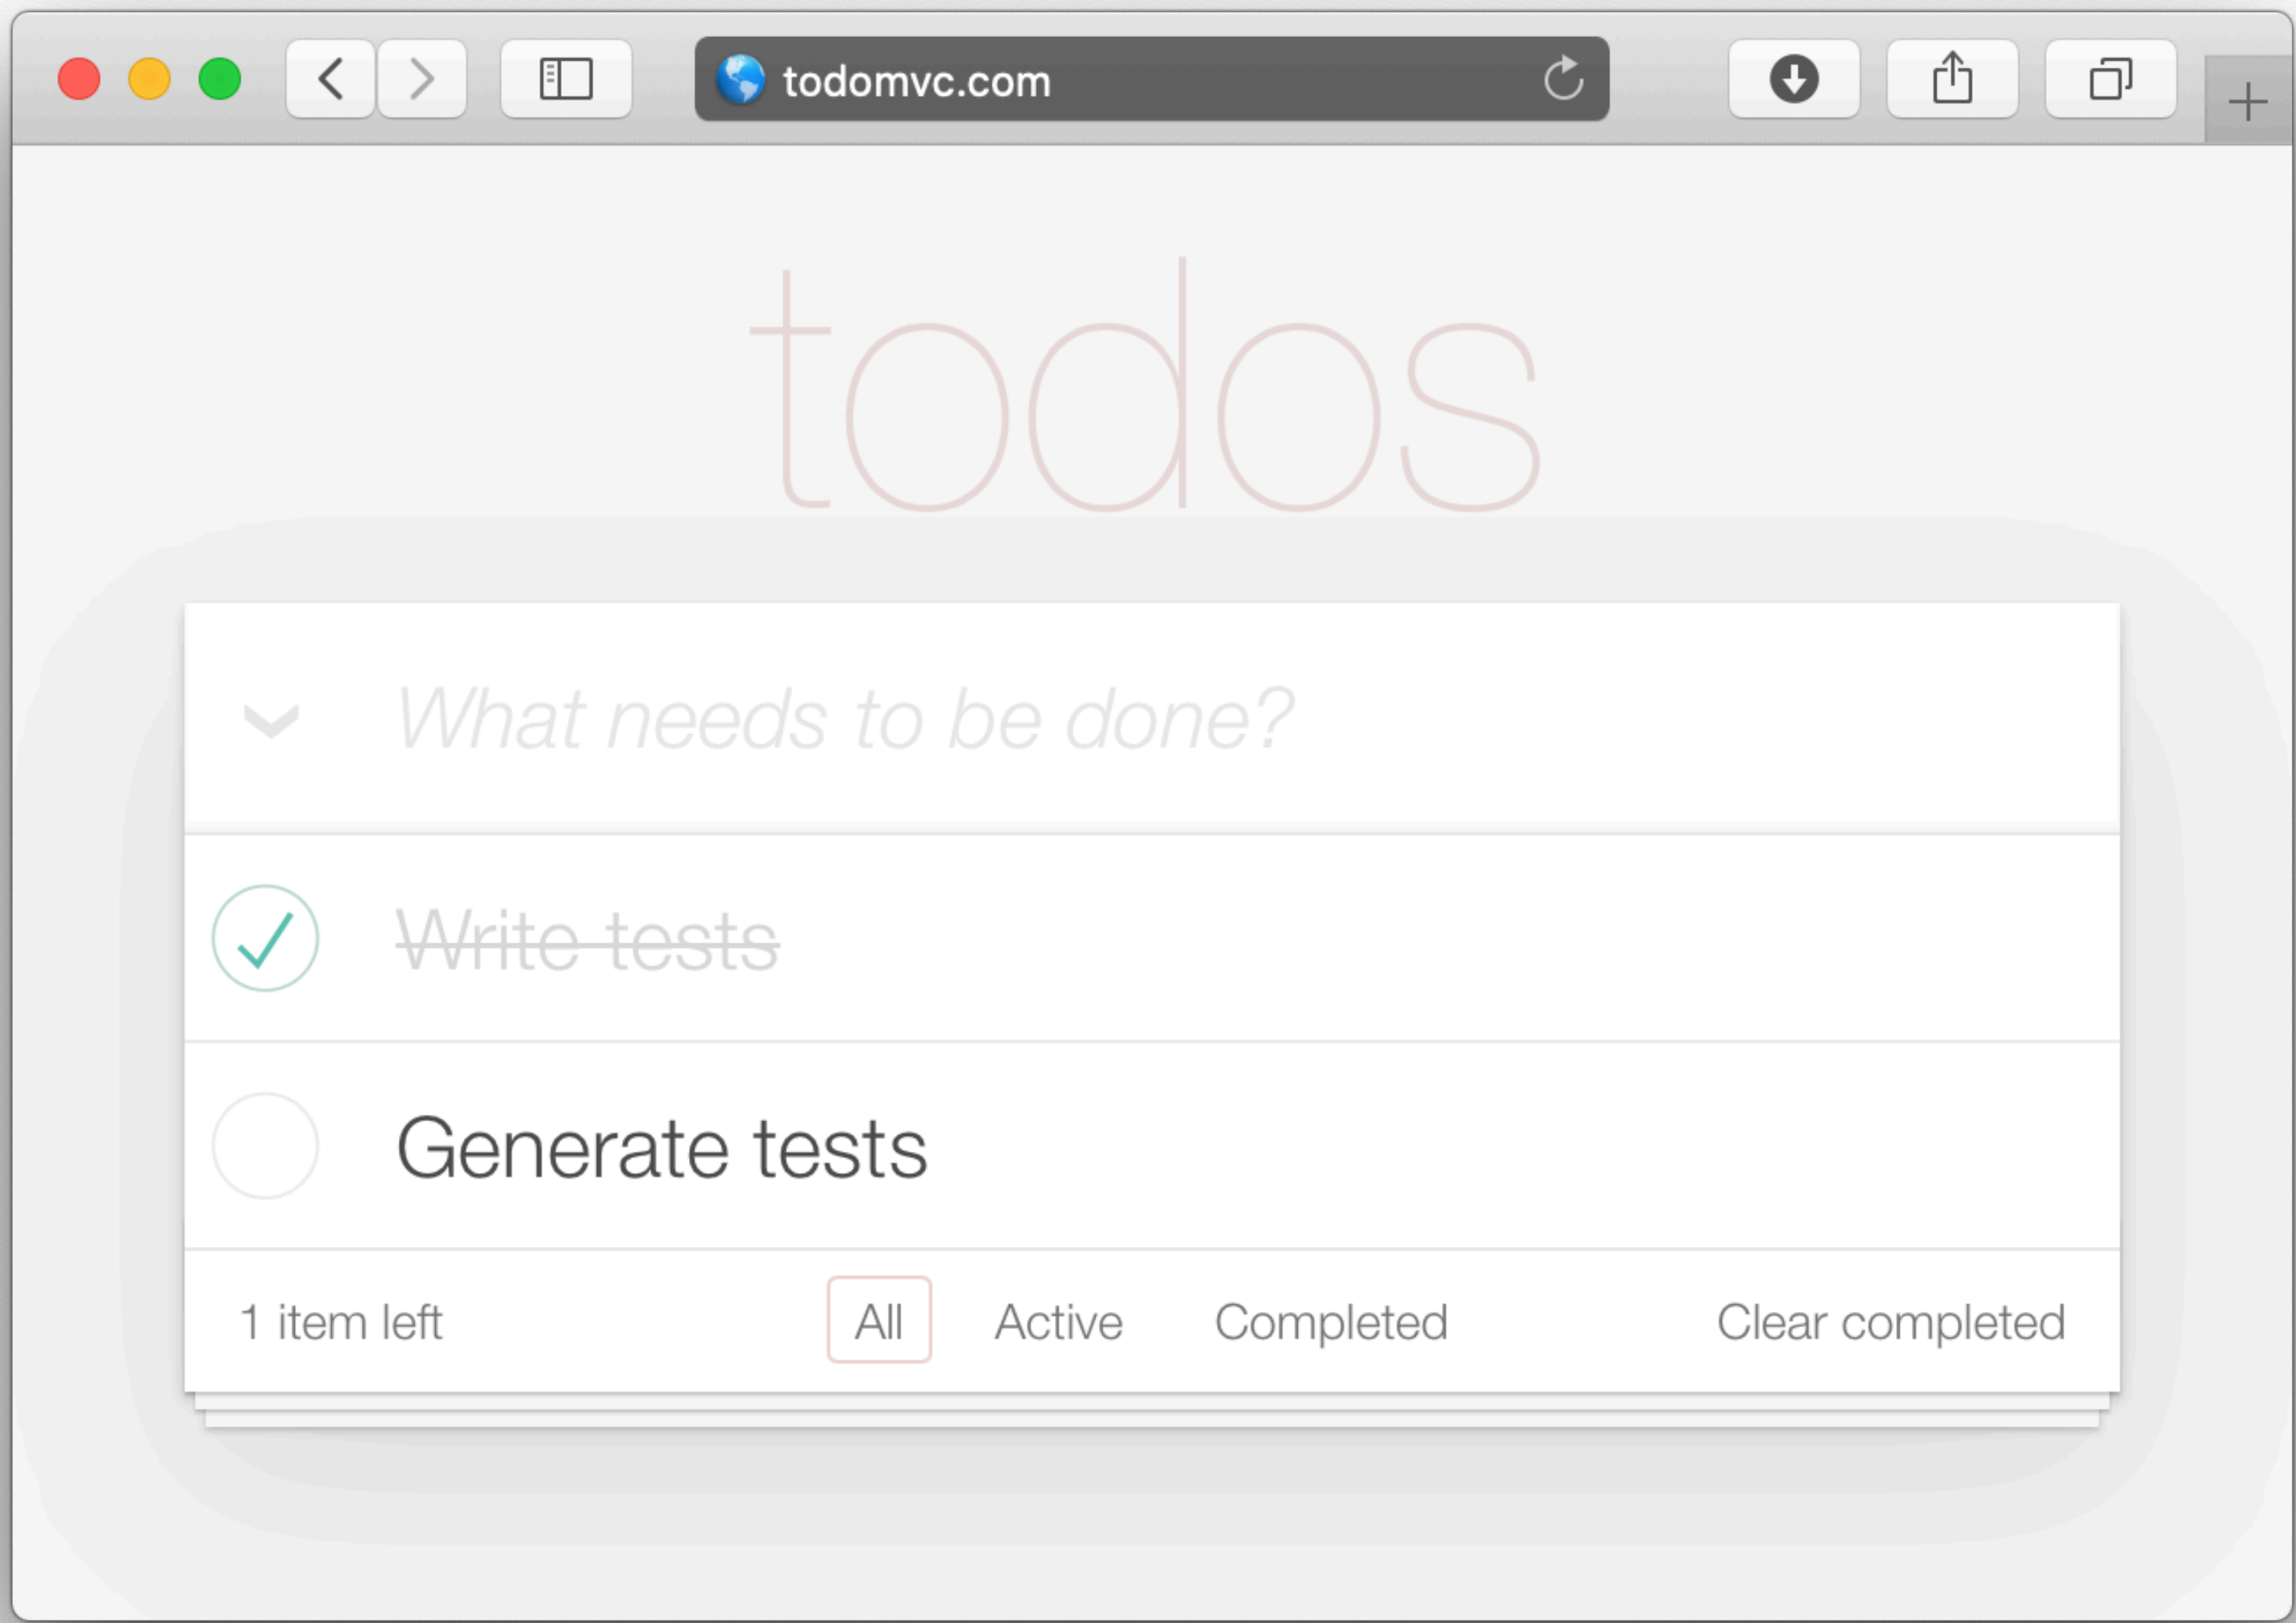 todomvc.com
todos
What needs to be done?
Write tests
Generate tests
1 item left All Active Completed Clear completed